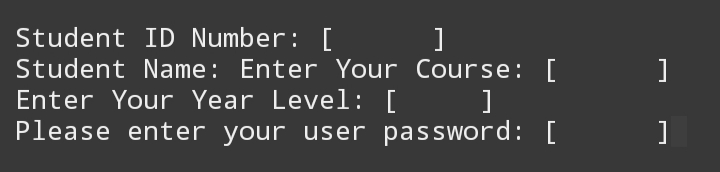 Student ID Number: [      ]
Student Name: Enter Your Course: [      ]
Enter Your Year Level: [     ]
Please enter your user password: [      ]